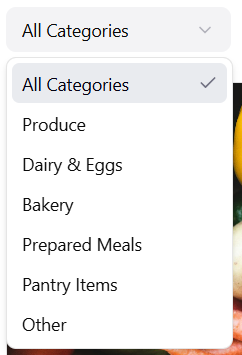 All Categories
All Categories
Produce
Dairy & Eggs
Bakery
Prepared Meals
Pantry Items
Other